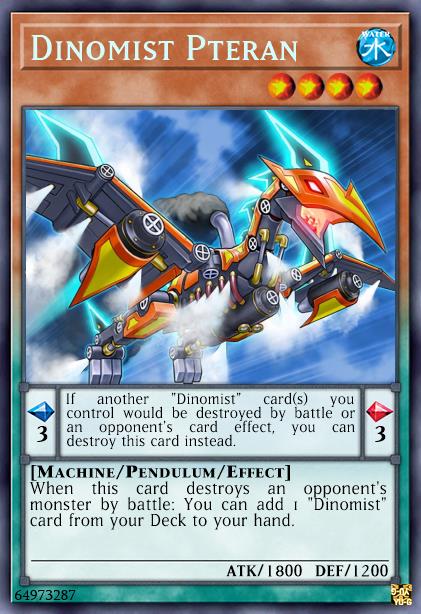 DINOMIST PTERAN
WATER
水
If another "Dinomist" card(s) you
control would be destroyed by battle or
an opponent's card effect, you can
destroy this card instead.
3
3
[MACHINE/PENDULUM/EFFECT]
When this card destroys an opponent's
monster by battle: You can add 1 "Dinomist"
card from your Deck to your hand.
ATK/1800 DEF/1200
64973287